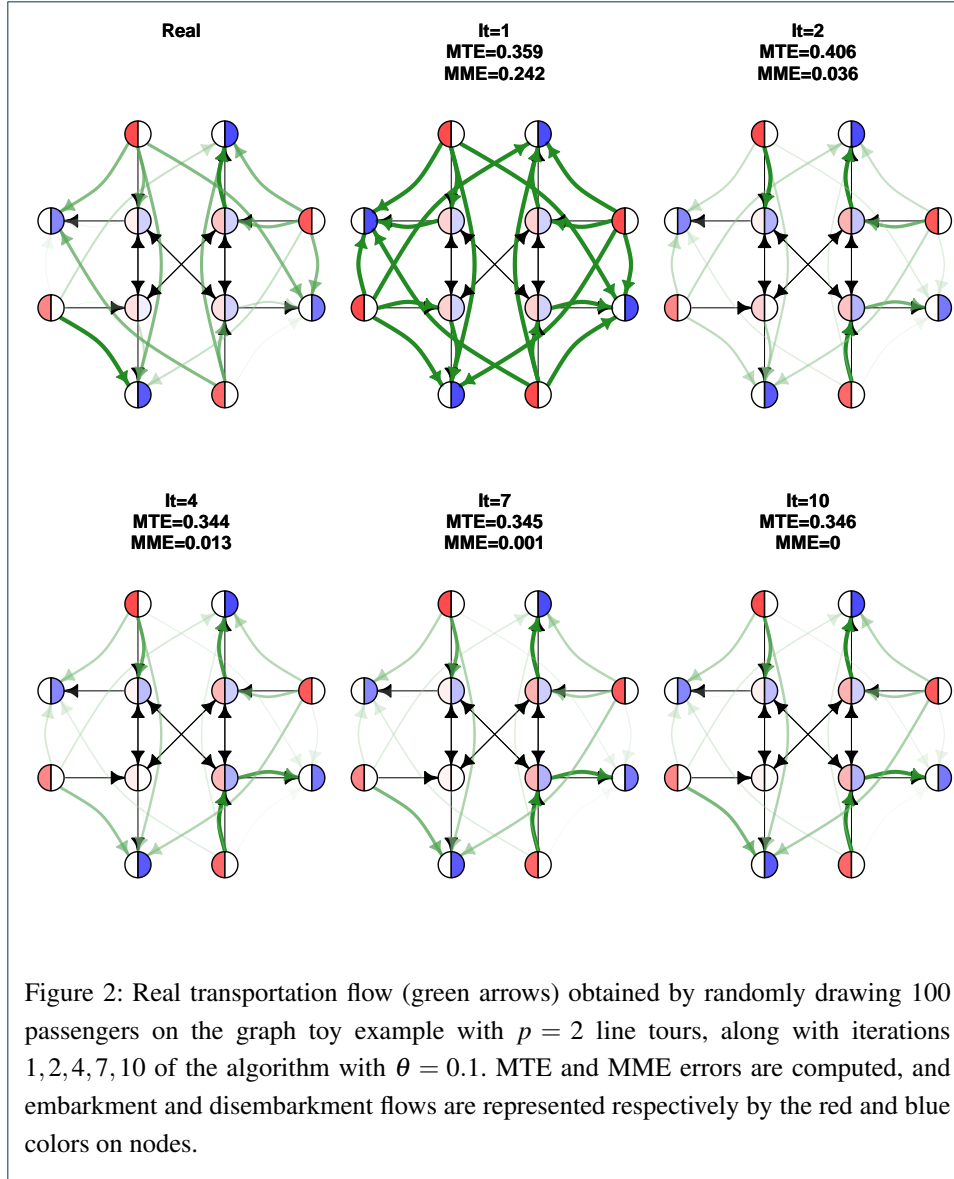 Real
It=1
MTE=0.359
MME=0.242
It=2
MTE=0.406
MME=0.036
It=4
MTE=0.344
MME=0.013
It=7
MTE=0.345
MME=0.001
It=10
MTE=0.346
MME=0
Figure 2: Real transportation flow (green arrows) obtained by randomly drawing 100
passengers on the graph toy example with p = 2 line tours, along with iterations
1,2,4,7,10 of the algorithm with θ = 0.1. MTE and MME errors are computed, and
embarkment and disembarkment flows are represented respectively by the red and blue
colors on nodes.